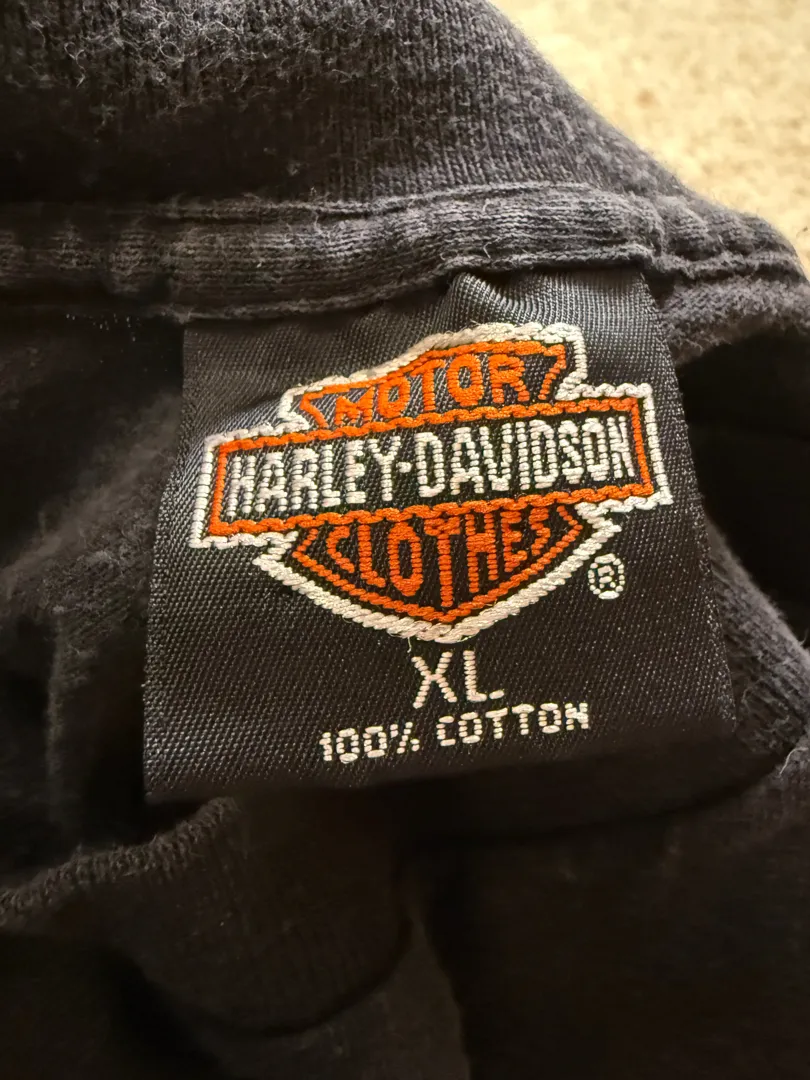 MOTOR
HARLEY-DAVIDSON
CLOTHES
®
XL
100% COTTON